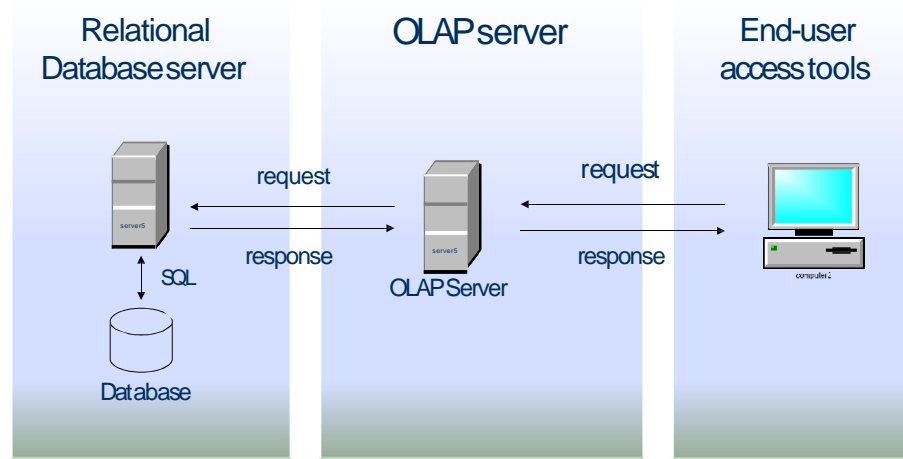 Relational
Database server
OLAP server
End-user
access tools
request
request
server5
server5
response
response
SQL
OLAP Server
computer2
Database